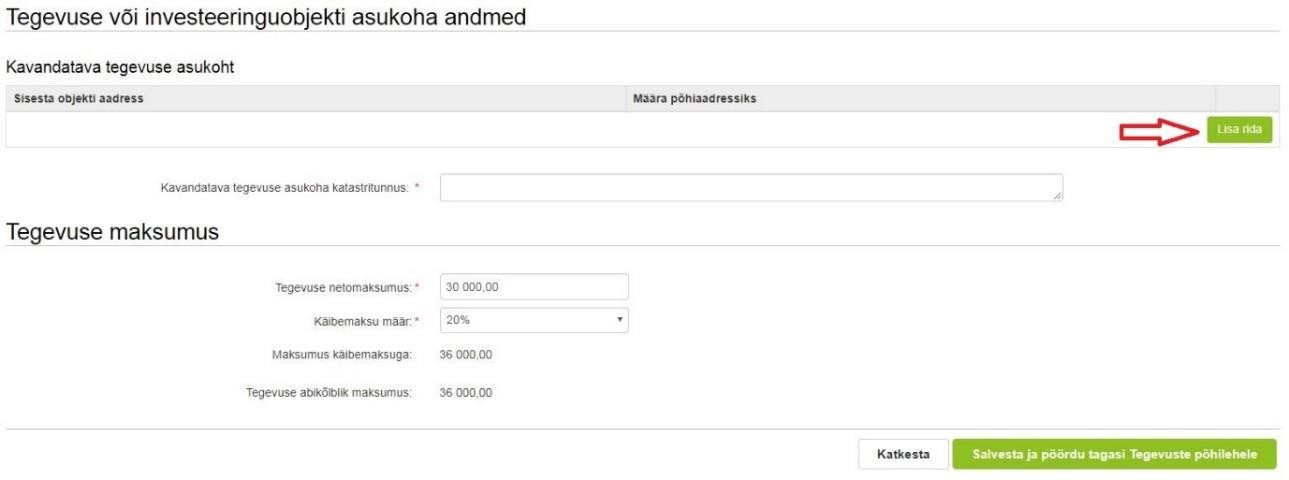 Tegevuse või investeeringuobjekti asukoha andmed
Kavandatava tegevuse asukoht
Sisesta objekti aadress Määra põhiaadressiks
Lisa rida
Kavandatava tegevuse asukoha katastritunnus: *
Tegevuse maksumus
Tegevuse netomaksumus: * 30 000,00
Käibemaksu määr: * 20%
Maksumus käibemaksuga: 36 000,00
Tegevuse abikõlblik maksumus: 36 000,00
Katkesta Salvesta ja pöördu tagasi Tegevuste põhilehele